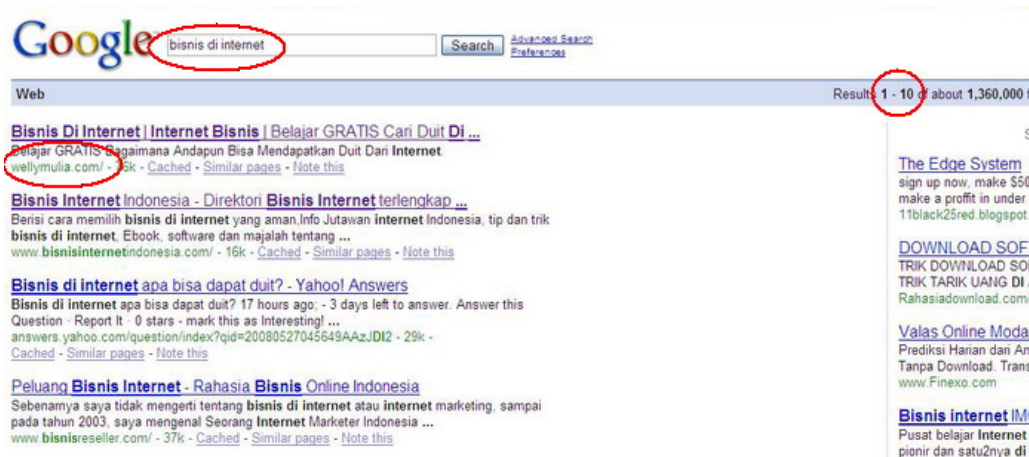 Google
bisnis di internet
Search
Advanced Search
Preferences
Web
Results 1 - 10 of about 1,360,000
Bisnis Di Internet | Internet Bisnis | Belajar GRATIS Cari Duit Di ...
Belajar GRATIS Bagaimana Andapun Bisa Mendapatkan Duit Dari Internet.
wellymulia.com/ - 16k - Cached - Similar pages - Note this
Bisnis Internet Indonesia - Direktori Bisnis Internet terlengkap ...
Berisi cara memilih bisnis di internet yang aman,Info Jutawan internet Indonesia, tip dan trik
bisnis di internet, Ebook, software dan majalah tentang ...
www.bisnisinternetindonesia.com/ - 16k - Cached - Similar pages - Note this
Bisnis di internet apa bisa dapat duit? - Yahoo! Answers
Bisnis di internet apa bisa dapat duit? 17 hours ago; - 3 days left to answer. Answer this
Question · Report It · 0 stars - mark this as Interesting! ...
answers.yahoo.com/question/index?qid=20080527045649AAzJDI2 - 29k -
Cached - Similar pages - Note this
Peluang Bisnis Internet - Rahasia Bisnis Online Indonesia
Sebenarnya saya tidak mengerti tentang bisnis di internet atau internet marketing, sampai
pada tahun 2003, saya mengenal Seorang Internet Marketer Indonesia ...
www.bisnisreseller.com/ - 37k - Cached - Similar pages - Note this
The Edge System
sign up now, make $50
make a proffit in under
11black25red.blogspot
DOWNLOAD SOF
TRIK DOWNLOAD SO
TRIK TARIK UANG DI
Rahasiadownload.com
Valas Online Moda
Prediksi Harian dari An
Tanpa Download. Trans
www.Finexo.com
Bisnis internet IM
Pusat belajar Internet
pionir dan satu2nya di